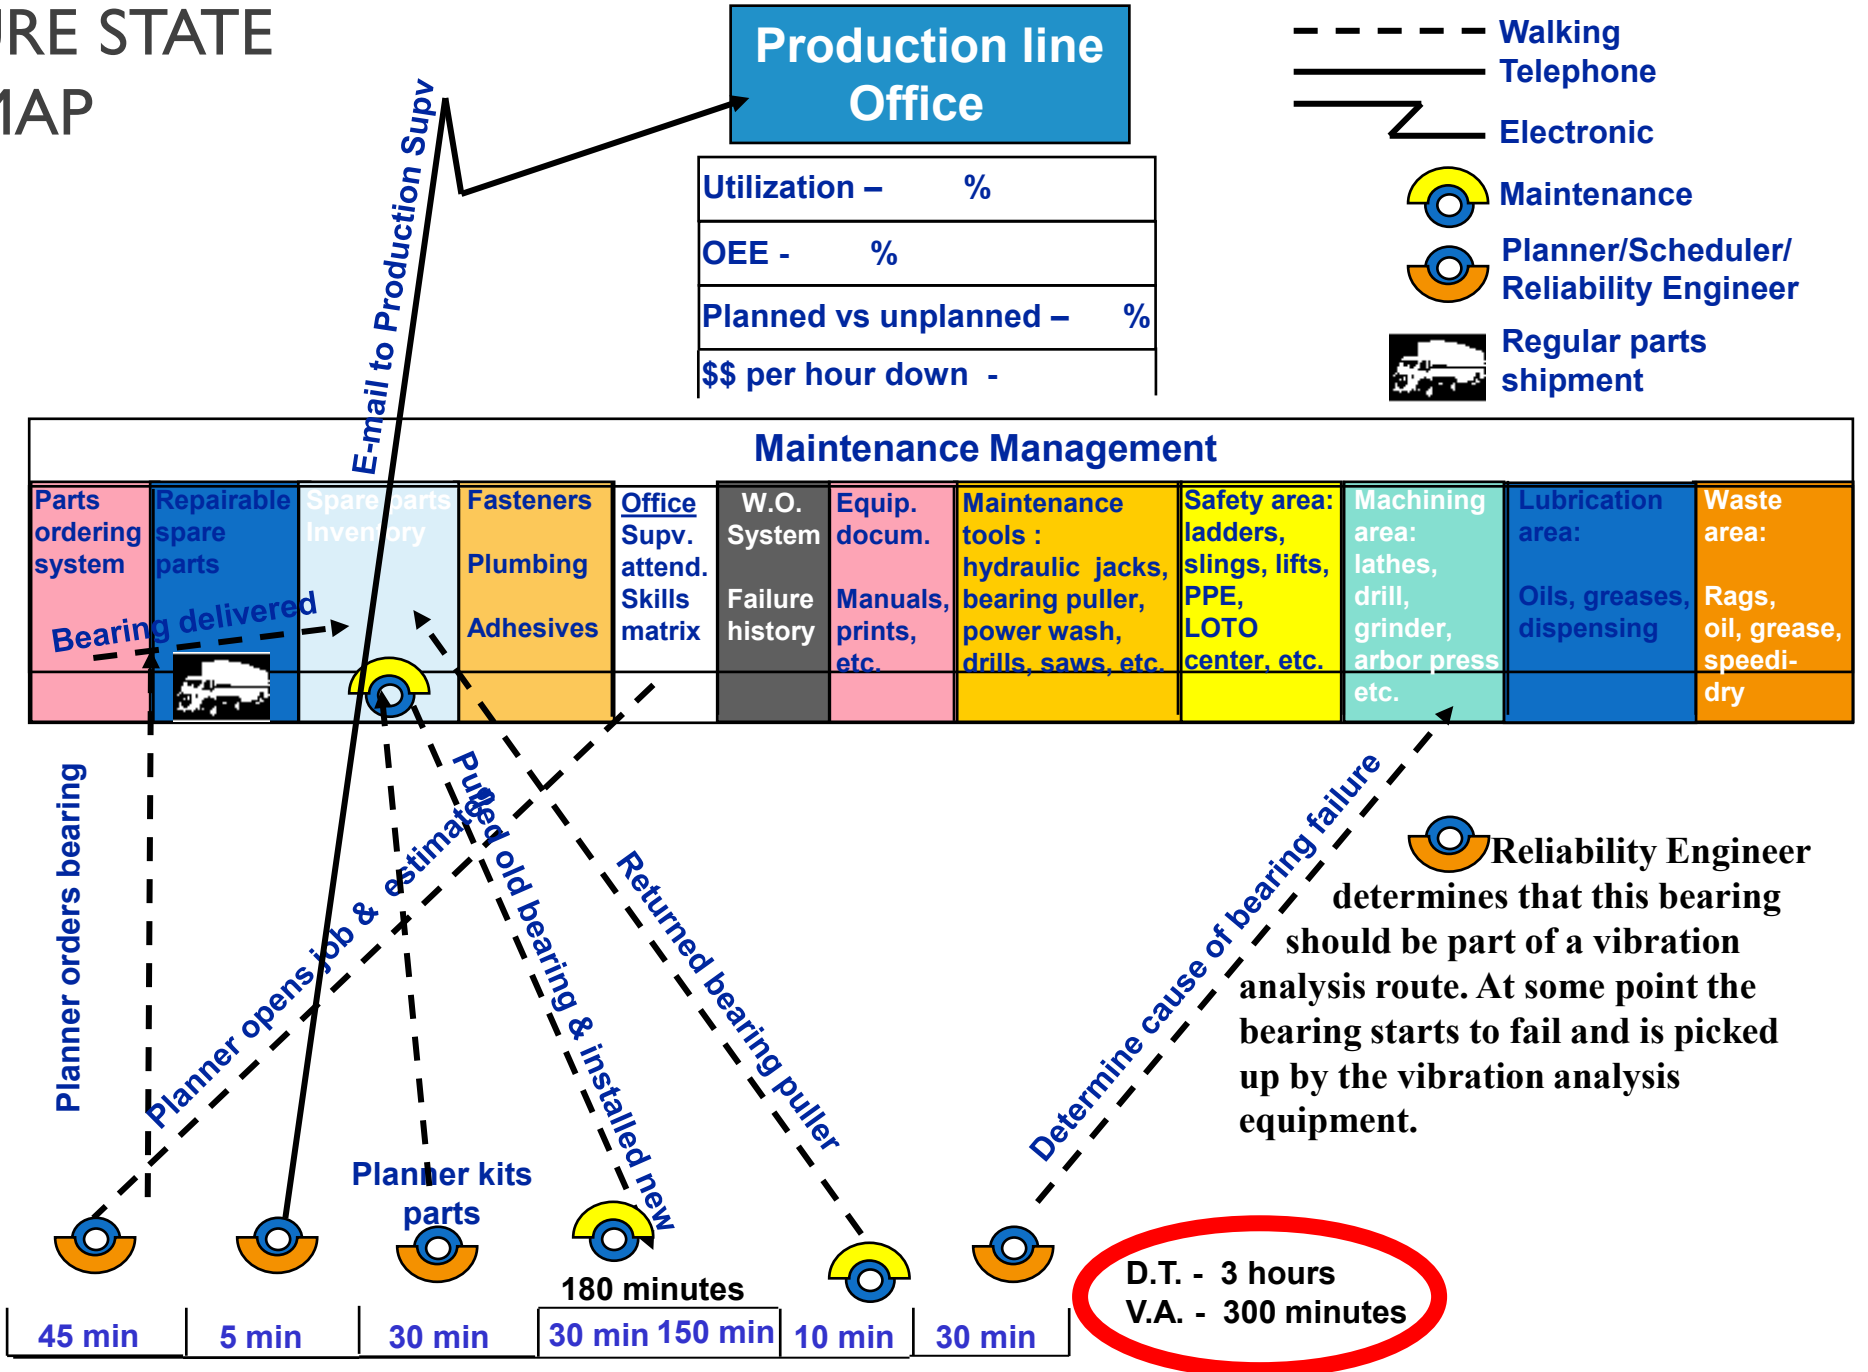 URE STATE
MAP
Production line
Office
Utilization – %
OEE - %
Planned vs unplanned – %
$$ per hour down -
Walking
Telephone
Electronic
Maintenance
Planner/Scheduler/
Reliability Engineer
Regular parts
shipment
E-mail to Production Supv
Maintenance Management
Parts
ordering
system
Repairable
spare
parts
Spare parts
Inventory
Fasteners
Plumbing
Adhesives
Office
Supv.
attend.
Skills
matrix
W.O.
System
Failure
history
Equip.
docum.
Manuals,
prints,
etc.
Maintenance
tools :
hydraulic jacks,
bearing puller,
power wash,
drills, saws, etc.
Safety area:
ladders,
slings, lifts,
PPE,
LOTO
center, etc.
Machining
area:
lathes,
drill,
grinder,
arbor press
etc.
Lubrication
area:
Oils, greases,
dispensing
Waste
area:
Rags,
oil, grease,
speedi-
dry
Bearing delivered
Planner orders bearing
Planner opens job & estimates
Pulled old bearing & installed new
Returned bearing puller
Determine cause of bearing failure
Reliability Engineer
determines that this bearing
should be part of a vibration
analysis route. At some point the
bearing starts to fail and is picked
up by the vibration analysis
equipment.
Planner kits
parts
180 minutes
45 min
5 min
30 min
30 min 150 min
10 min
30 min
D.T. - 3 hours
V.A. - 300 minutes